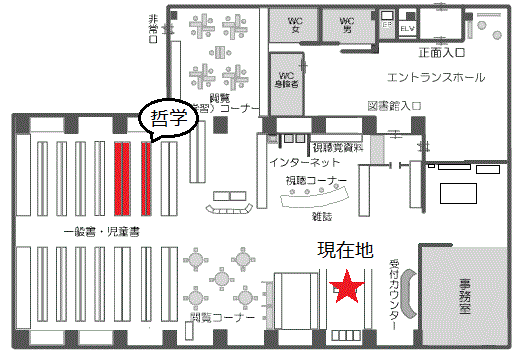 非常口
WC
女
WC
男
EB
ELV
正面入口
WC
身障者
エントランスホール
閲覧
（学習）コーナー
図書館入口
哲学
視聴覚資料
インターネット
視聴コーナー
雑誌
一般書・児童書
現在地
受付カウンター
事務室
閲覧コーナー